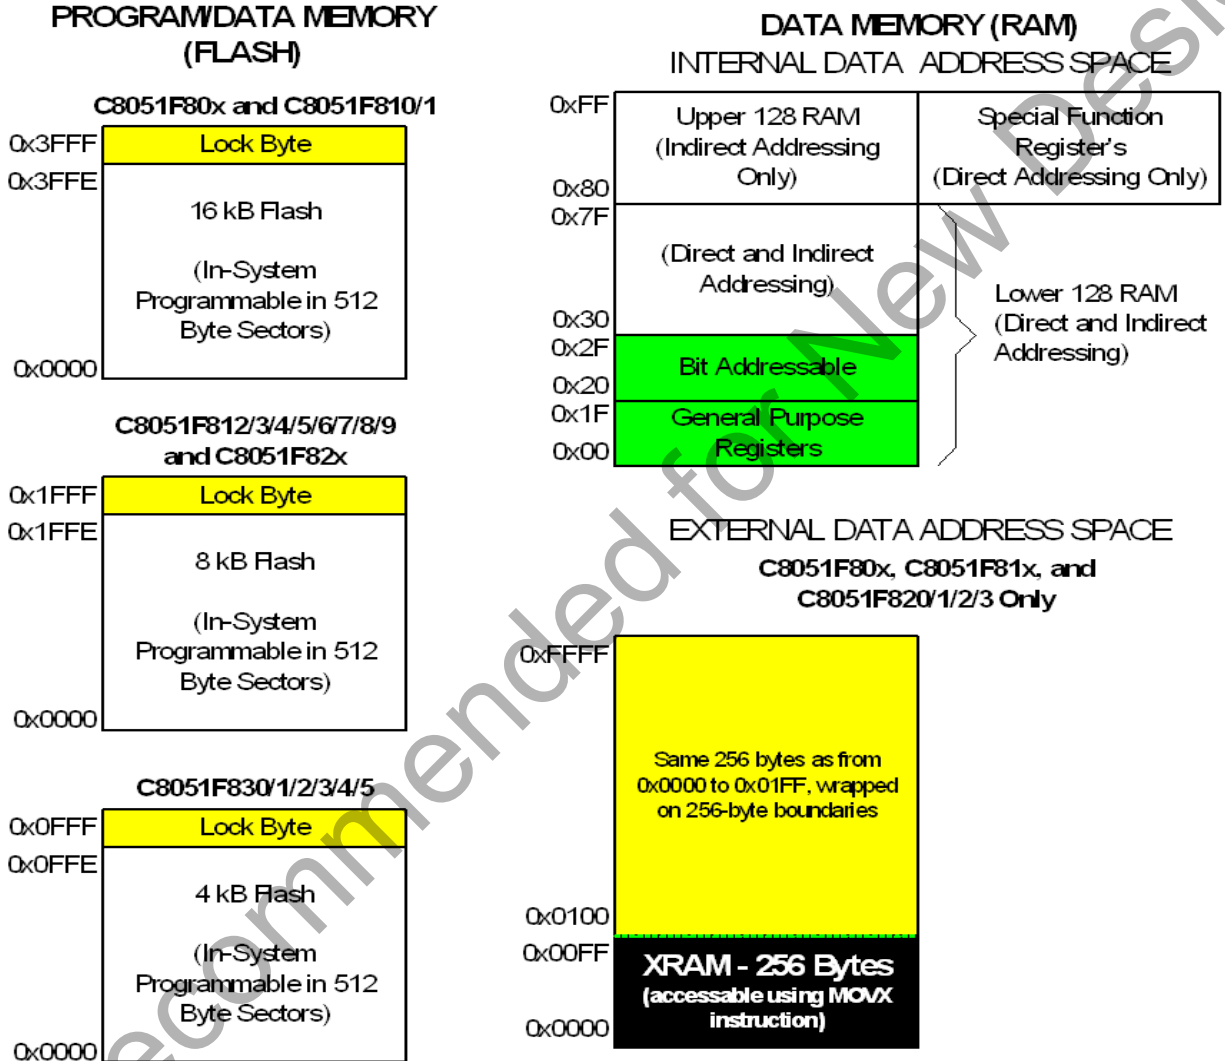 PROGRAM/DATA MEMORY
(FLASH)
C8051F80x and C8051F810/1
0x3FFF
Lock Byte
0x3FFE
16 kB Flash
(In-System
Programmable in 512
Byte Sectors)
0x0000
C8051F812/3/4/5/6/7/8/9
and C8051F82x
0x1FFF
Lock Byte
0x1FFE
8 kB Flash
(In-System
Programmable in 512
Byte Sectors)
0x0000
C8051F830/1/2/3/4/5
0x0FFF
Lock Byte
0x0FFE
4 kB Flash
(In-System
Programmable in 512
Byte Sectors)
0x0000
DATA MEMORY (RAM)
INTERNAL DATA ADDRESS SPACE
0xFF
Upper 128 RAM
(Indirect Addressing
Only)
0x80
Special Function
Register's
(Direct Addressing Only)
0x7F
(Direct and Indirect
Addressing)
0x30
Lower 128 RAM
(Direct and Indirect
Addressing)
0x2F
Bit Addressable
0x20
0x1F
General Purpose
Registers
0x00
EXTERNAL DATA ADDRESS SPACE
C8051F80x, C8051F81x, and
C8051F820/1/2/3 Only
0xFFFF
Same 256 bytes as from
0x0000 to 0x01FF, wrapped
on 256-byte boundaries
0x0100
0x00FF
XRAM - 256 Bytes
(accessable using MOVX
instruction)
0x0000
ecommended for New Desi